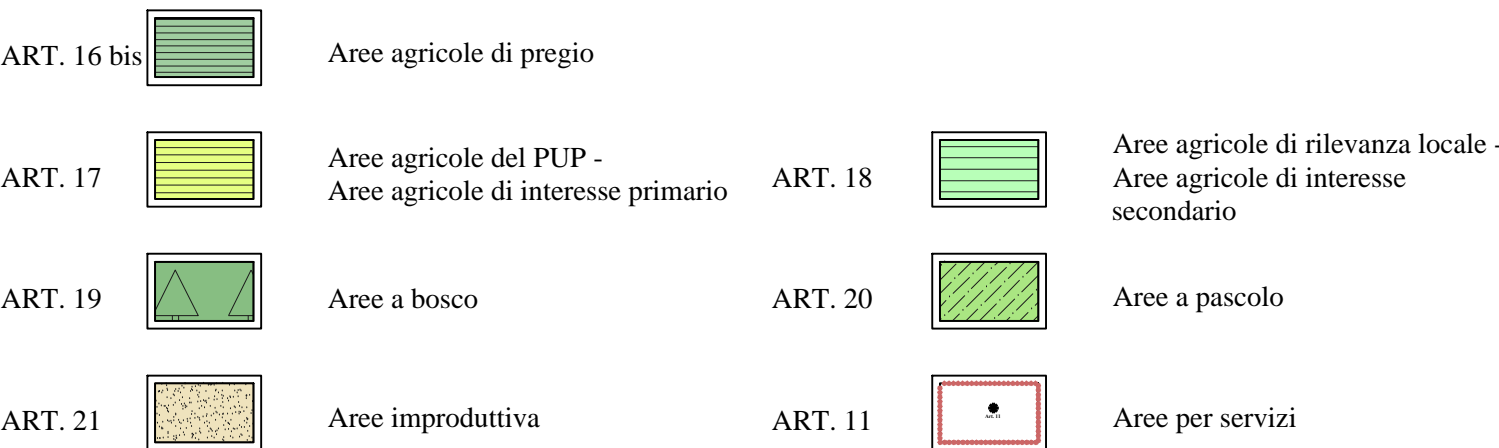 ART. 16 bis
Aree agricole di pregio
ART. 17
Aree agricole del PUP -
Aree agricole di interesse primario
ART. 18
Aree agricole di rilevanza locale -
Aree agricole di interesse
secondario
ART. 19
Aree a bosco
ART. 20
Aree a pascolo
ART. 21
Aree improduttiva
ART. 11
Art. 11
Aree per servizi